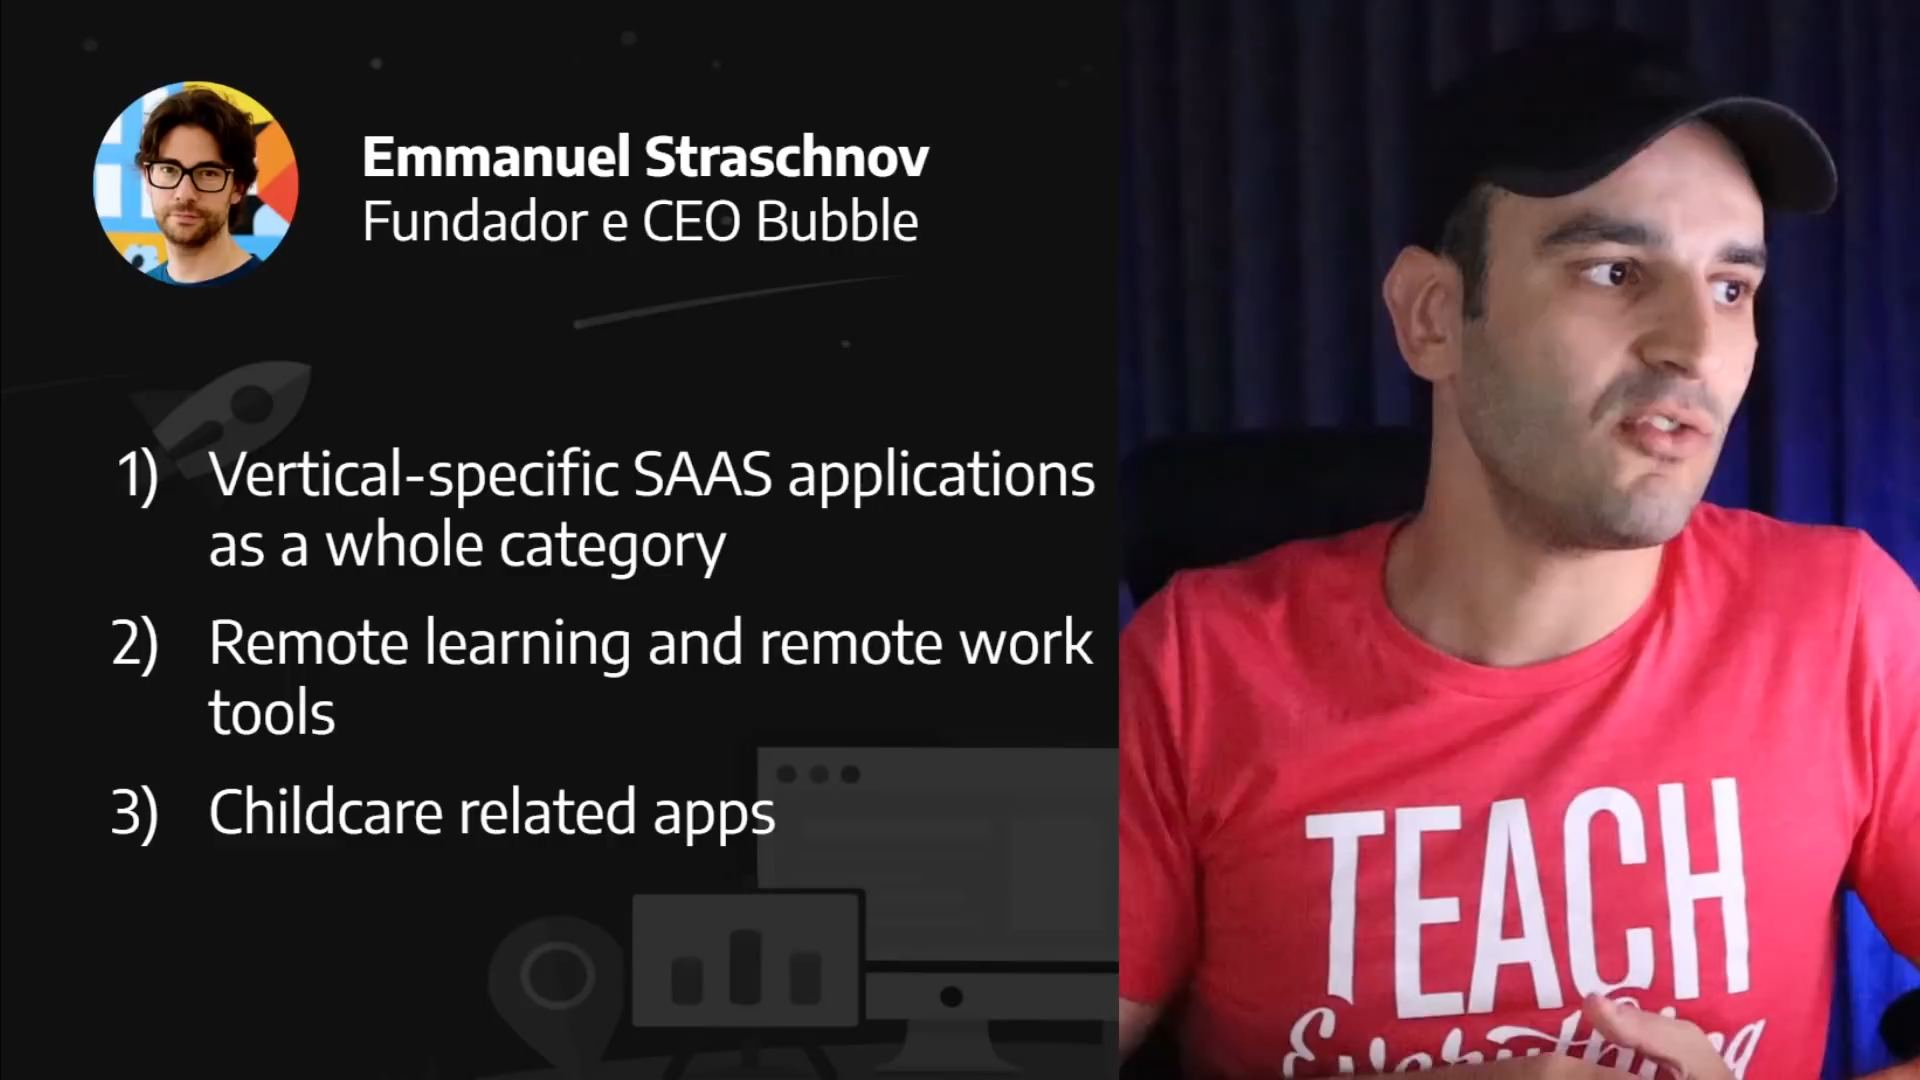 Emmanuel Straschnov
Fundador e CEO Bubble
1) Vertical-specific SAAS applications
as a whole category
2) Remote learning and remote work
tools
3) Childcare related apps
TEACH
Everything